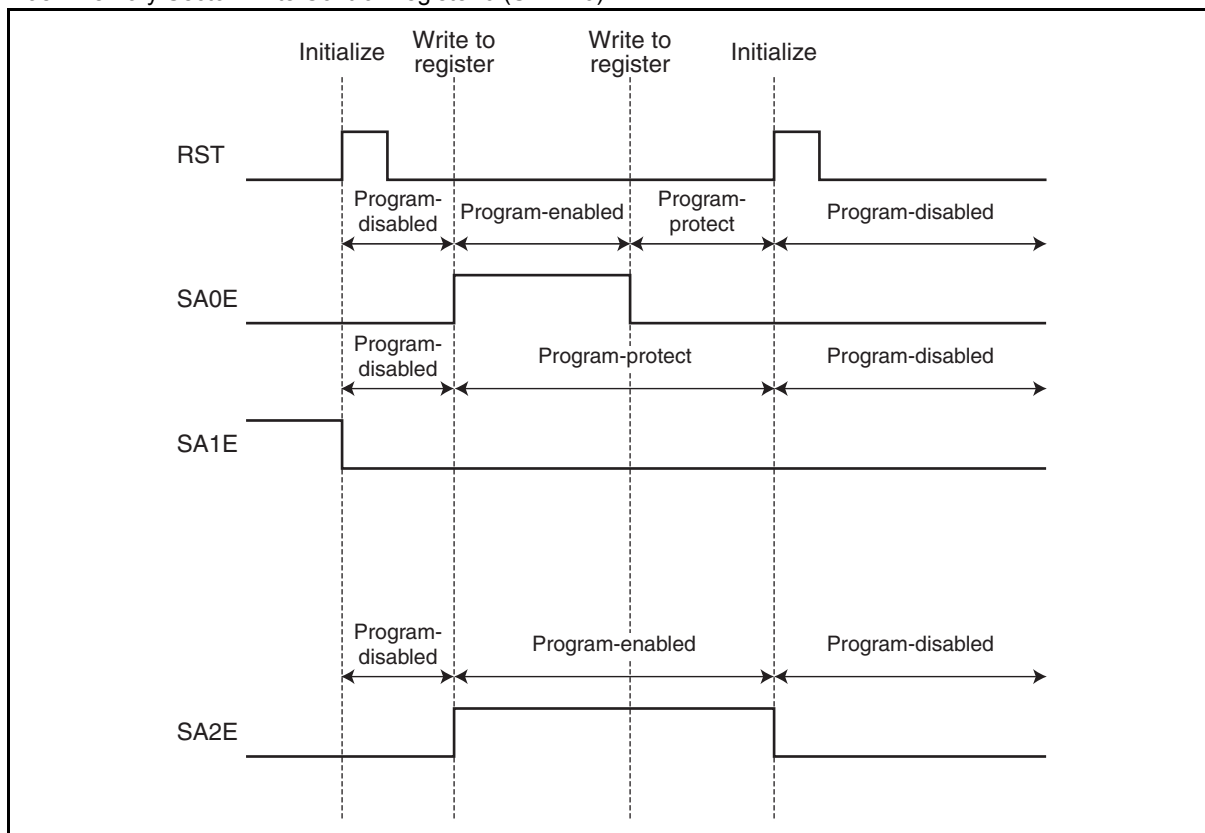 Initialize
Write to
register
Write to
register
Initialize
RST
Program-
disabled
Program-enabled
Program-
protect
Program-disabled
SA0E
Program-
disabled
Program-protect
Program-disabled
SA1E
Program-
disabled
Program-enabled
Program-disabled
SA2E